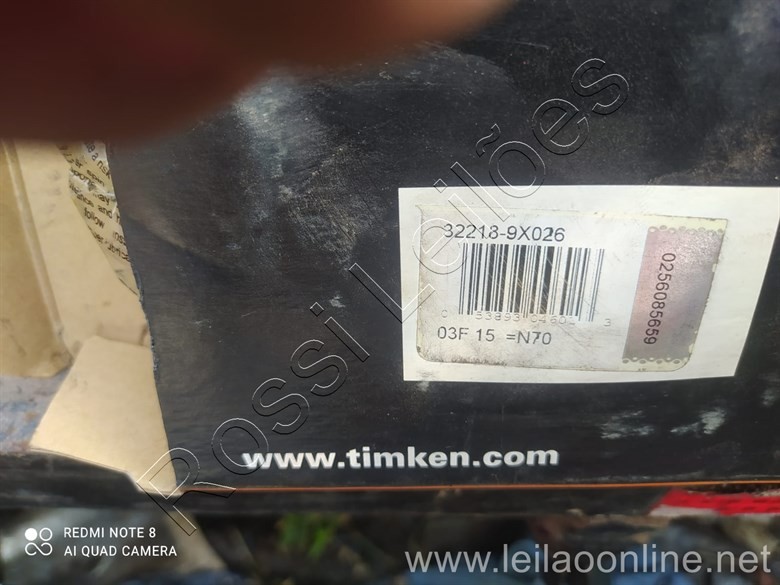 Rossi Leilões
32218-9X026
0256085659
03F 15 =N70
www.timken.com
REDMI NOTE 8
AI QUAD CAMERA
www.leilaoonline.net